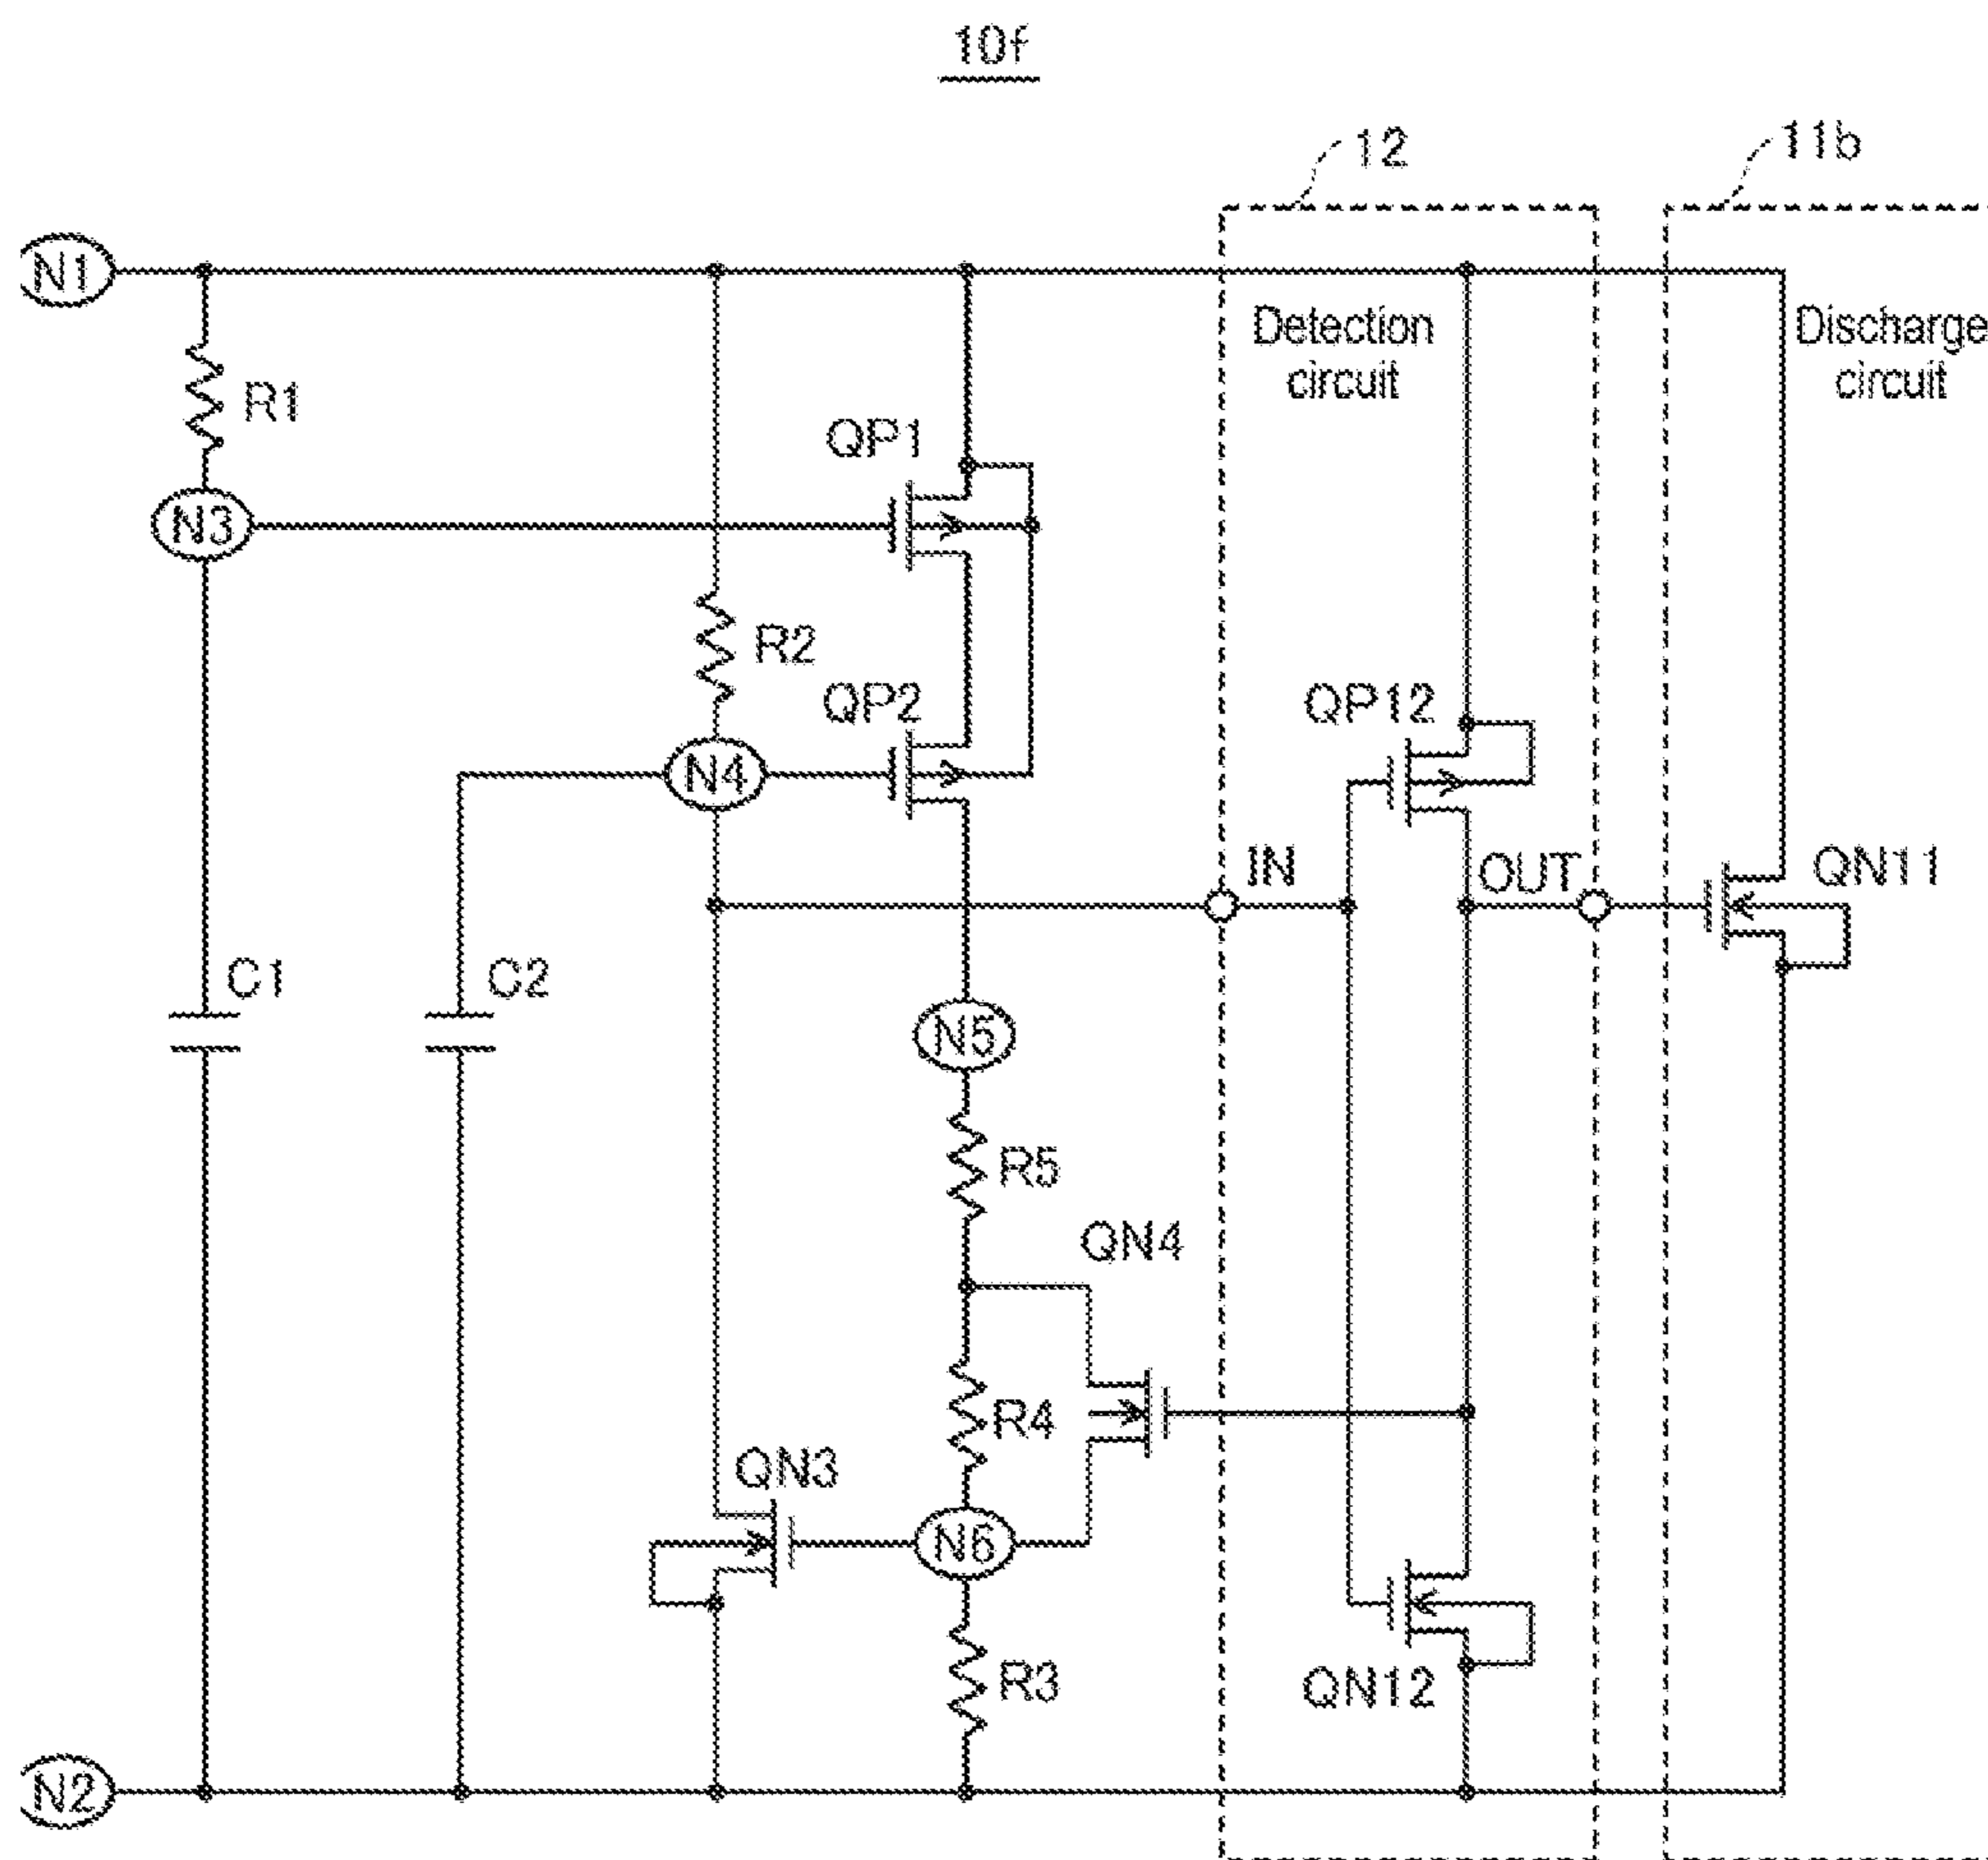 10f
12
11b
N1
Detection
circuit
Discharge
circuit
R1
QP1
N3
R2
QP2
QP12
N4
IN
OUT
QN11
C1
C2
N5
R5
QN4
R4
QN3
N6
R3
QN12
N2